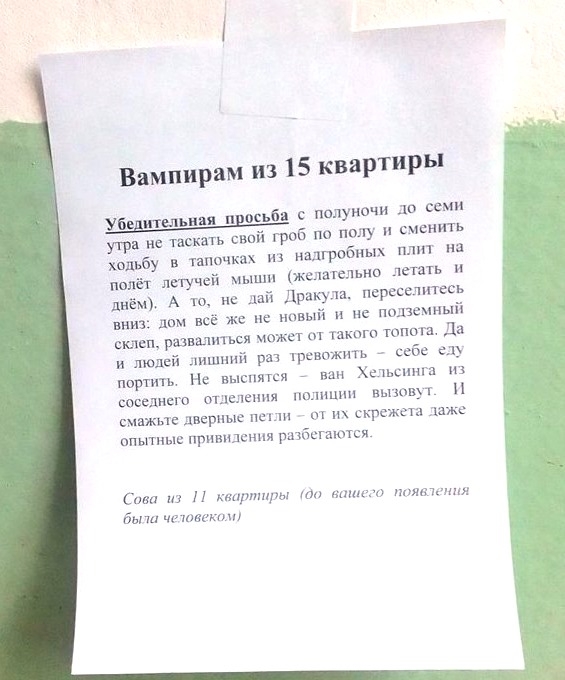 Вампирам из 15 квартиры
Убедительная просьба с полуночи до семи
утра не таскать свой гроб по полу и сменить
ходьбу в тапочках из надгробных плит на
полёт летучей мыши (желательно летать и
днём). А то, не дай Дракула, переселитесь
вниз: дом всё же не новый и не подземный
склеп, развалиться может от такого топота. Да
и людей лишний раз тревожить – себе еду
портить. Не выспятся – ван Хельсинга из
соседнего отделения полиции вызовут. И
смажьте дверные петли – от их скрежета даже
опытные привидения разбегаются.
Сова из 11 квартиры (до вашего появления
была человеком)